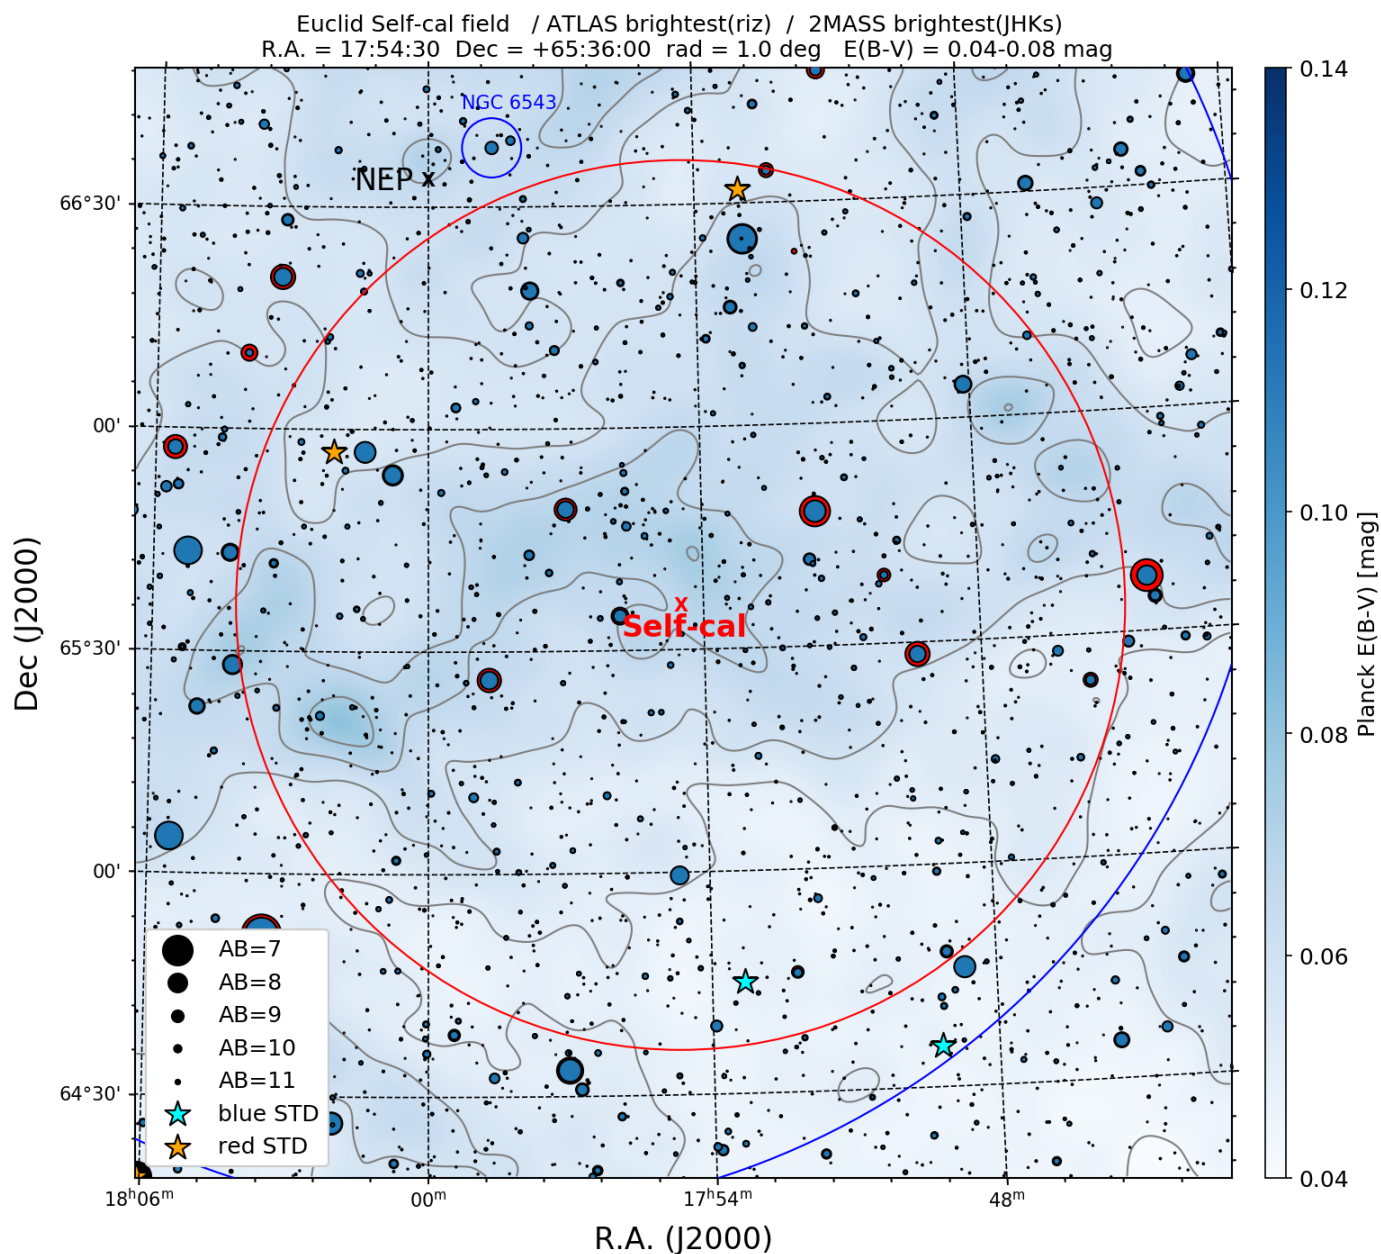 Euclid Self-cal field / ATLAS brightest(riz) / 2MASS brightest(JHKs)
R.A. = 17:54:30 Dec = +65:36:00 rad = 1.0 deg E(B-V) = 0.04-0.08 mag
NGC 6543
NEP x
66°30'
00'
65°30'
00'
64°30'
Dec (J2000)
x
Self-cal
AB=7
AB=8
AB=9
AB=10
AB=11
blue STD
red STD
18ʰ06ᵐ
00ᵐ
17ʰ54ᵐ
48ᵐ
R.A. (J2000)
0.14
0.12
0.10
0.08
0.06
0.04
Planck E(B-V) [mag]